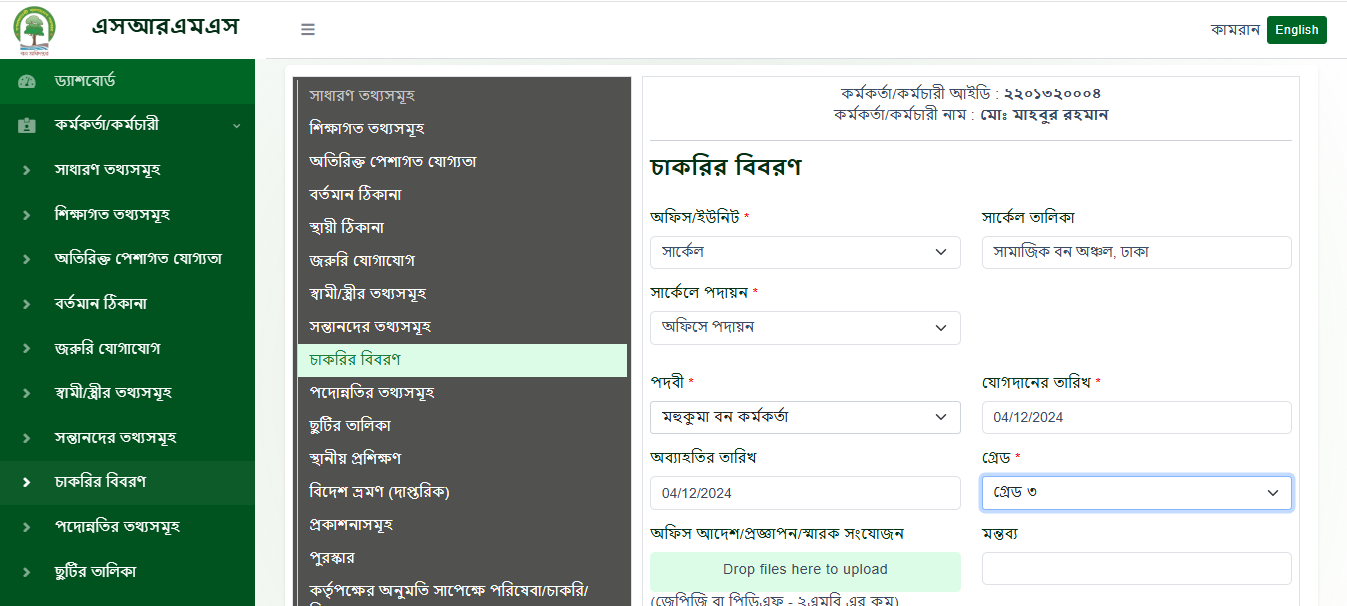 এসআরএমএস
কামরান
English
ড্যাশবোর্ড
কর্মকর্তা/কর্মচারী
সাধারণ তথ্যসমূহ
শিক্ষাগত তথ্যসমূহ
অতিরিক্ত পেশাগত যোগ্যতা
বর্তমান ঠিকানা
জরুরি যোগাযোগ
স্বামী/স্ত্রীর তথ্যসমূহ
সন্তানদের তথ্যসমূহ
চাকরির বিবরণ
পদোন্নতির তথ্যসমূহ
ছুটির তালিকা
সাধারণ তথ্যসমূহ
শিক্ষাগত তথ্যসমূহ
অতিরিক্ত পেশাগত যোগ্যতা
বর্তমান ঠিকানা
স্থায়ী ঠিকানা
জরুরি যোগাযোগ
স্বামী/স্ত্রীর তথ্যসমূহ
সন্তানদের তথ্যসমূহ
চাকরির বিবরণ
পদোন্নতির তথ্যসমূহ
ছুটির তালিকা
স্থানীয় প্রশিক্ষণ
বিদেশ ভ্রমণ (দাপ্তরিক)
প্রকাশনাসমূহ
পুরস্কার
কর্তৃপক্ষের অনুমতি সাপেক্ষে পরিষেবা/চাকরি/
কর্মকর্তা/কর্মচারী আইডি : ২২০১৩২০০০৪
কর্মকর্তা/কর্মচারী নাম : মোঃ মাহবুর রহমান
চাকরির বিবরণ
অফিস/ইউনিট *
সার্কেল তালিকা
সার্কেল
সামাজিক বন অঞ্চল, ঢাকা
সার্কেলে পদায়ন *
অফিসে পদায়ন
পদবী *
যোগদানের তারিখ *
মহুকুমা বন কর্মকর্তা
04/12/2024
অব্যাহতির তারিখ
গ্রেড *
04/12/2024
গ্রেড ৩
অফিস আদেশ/প্রজ্ঞাপন/স্মারক সংযোজন
মন্তব্য
Drop files here to upload
(জেপিজি বা পিডিএফ - ২এমবি এর কম)